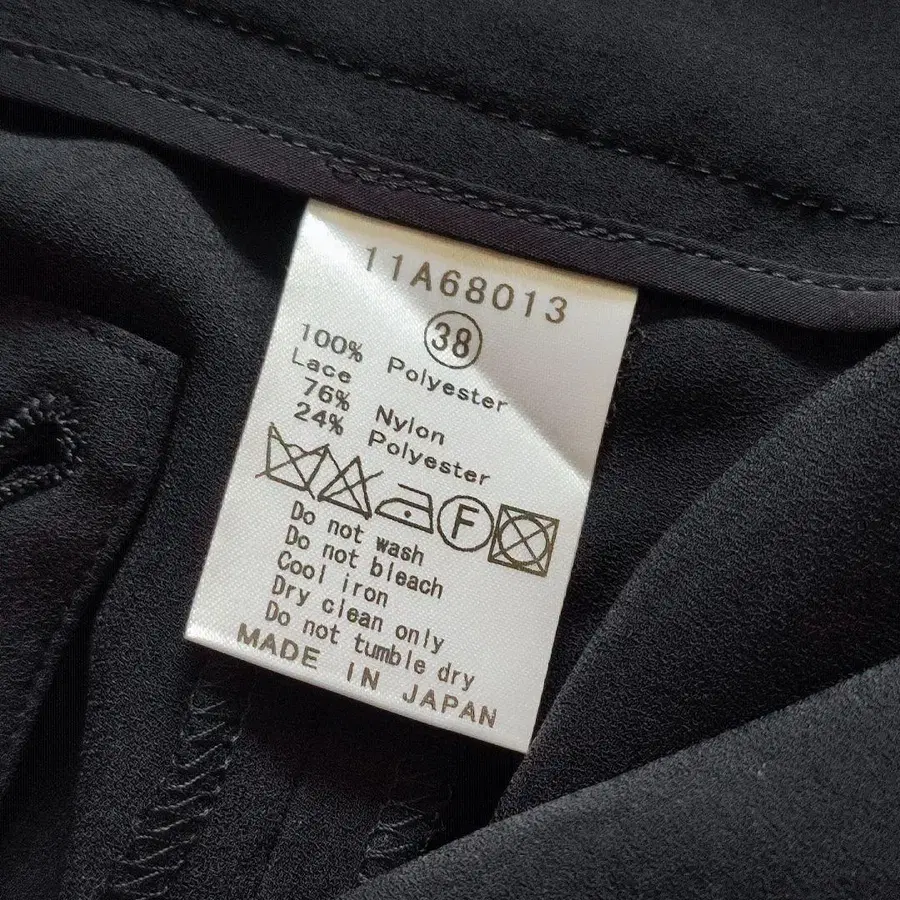 11A68013
38
100% Polyester
Lace
76% Nylon
24% Polyester
F
Do not wash
Do not bleach
Cool iron
Dry clean only
Do not tumble dry
MADE IN JAPAN